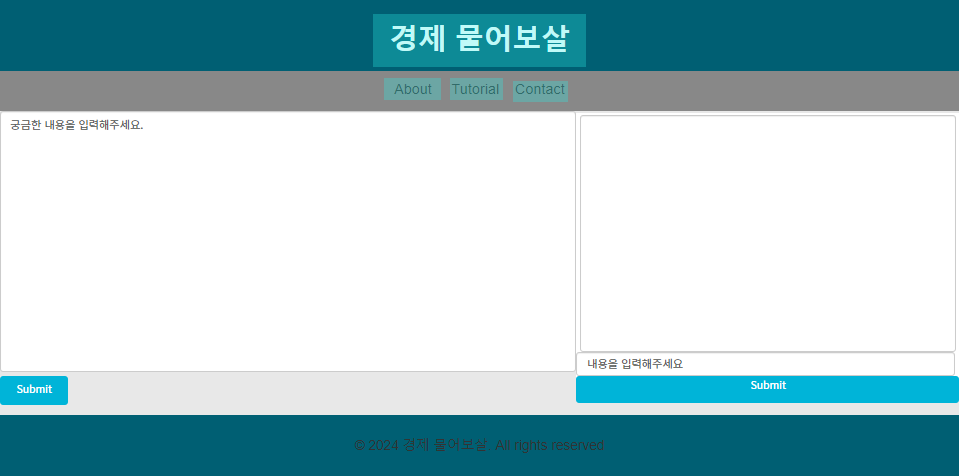 경제 물어보살
About Tutorial Contact
궁금한 내용을 입력해주세요.
내용을 입력해주세요
Submit
Submit
© 2024 경제 물어보살. All rights reserved.